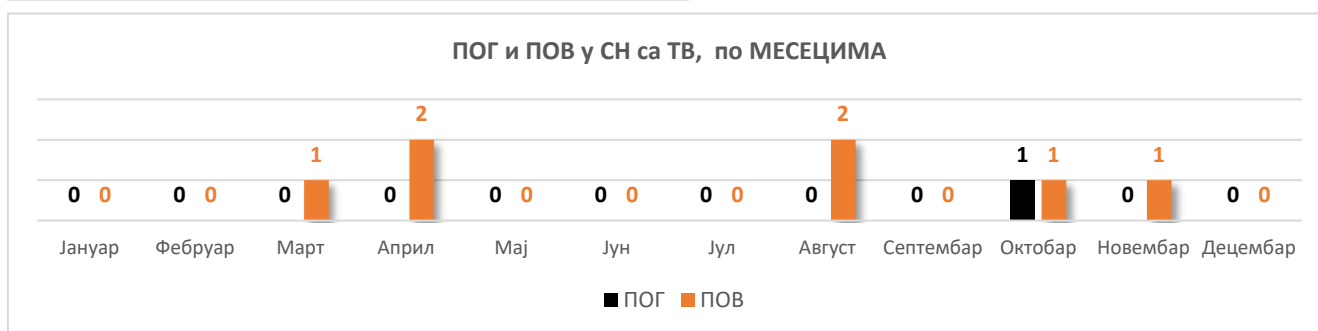 ПОГ и ПОВ у СН са ТВ, по МЕСЕЦИМА
2 2
1 1 1 1
0 0 0 0 0 0 0 0 0 0 0 0 0 0 0 0 0 0
Јануар Фебруар Март Април Мај Јун Јул Август Септембар Октобар Новембар Децембар
ПОГ ПОВ